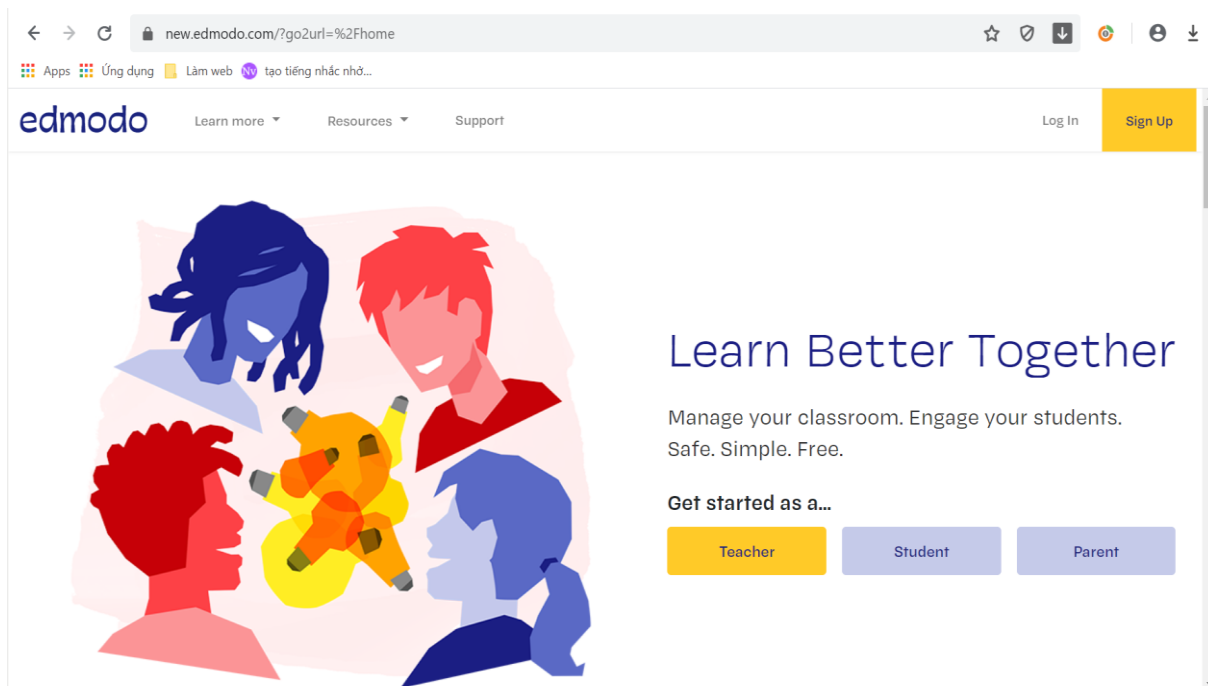 new.edmodo.com/?go2url=%2Fhome
Apps Ứng dụng Làm web Nv tạo tiếng nhắc nhở...
edmodo Learn more Resources Support Log In Sign Up
Learn Better Together
Manage your classroom. Engage your students.
Safe. Simple. Free.
Get started as a...
Teacher Student Parent